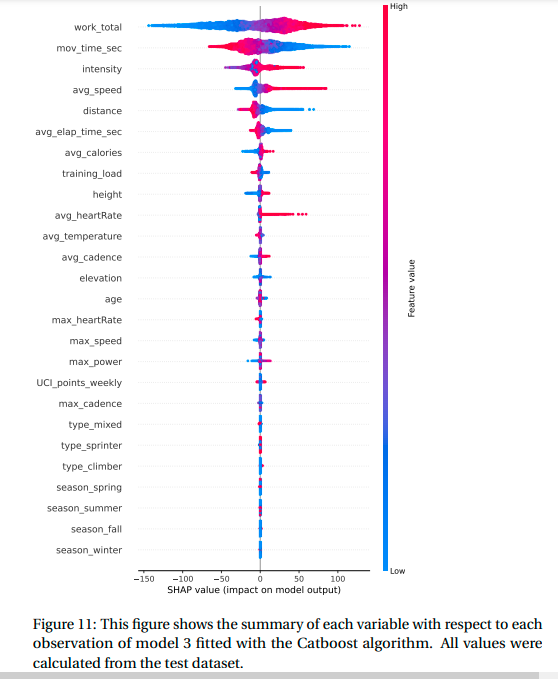 High
work_total
mov_time_sec
intensity
avg_speed
distance
avg_elap_time_sec
avg_calories
training_load
height
avg_heartRate
avg_temperature
avg_cadence
elevation
age
max_heartRate
max_speed
max_power
UCI_points_weekly
max_cadence
type_mixed
type_sprinter
type_climber
season_spring
season_summer
season_fall
season_winter
Feature value
Low
−150 −100 −50 0 50 100
SHAP value (impact on model output)
Figure 11: This figure shows the summary of each variable with respect to each
observation of model 3 fitted with the Catboost algorithm. All values were
calculated from the test dataset.